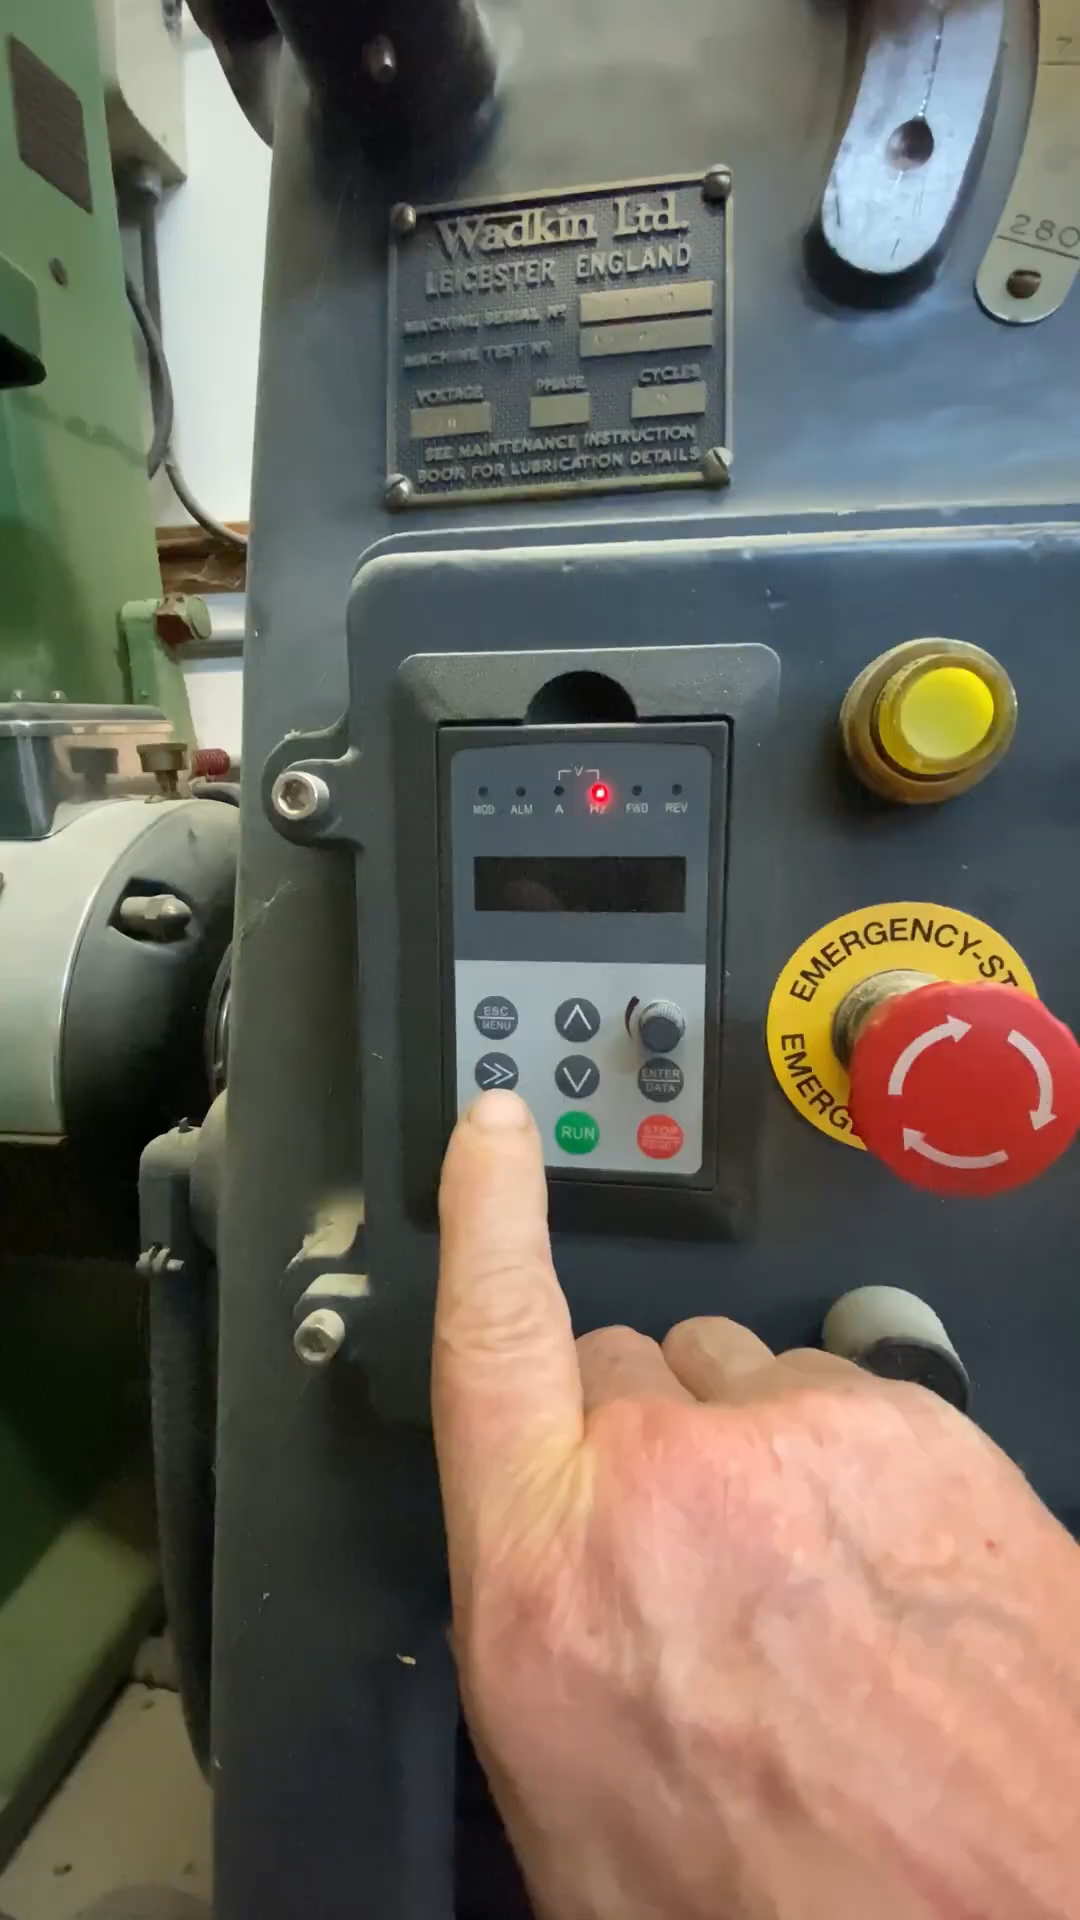 7
280
Wadkin Ltd.
LEICESTER ENGLAND
MACHINE SERIAL Nº
MACHINE TEST Nº
VOLTAGE PHASE CYCLES
SEE MAINTENANCE INSTRUCTION
BOOK FOR LUBRICATION DETAILS
V
MOD ALM A Hz FWD REV
ESC
MENU
ENTER
DATA
RUN
STOP
RESET
EMERGENCY-ST
EMERG